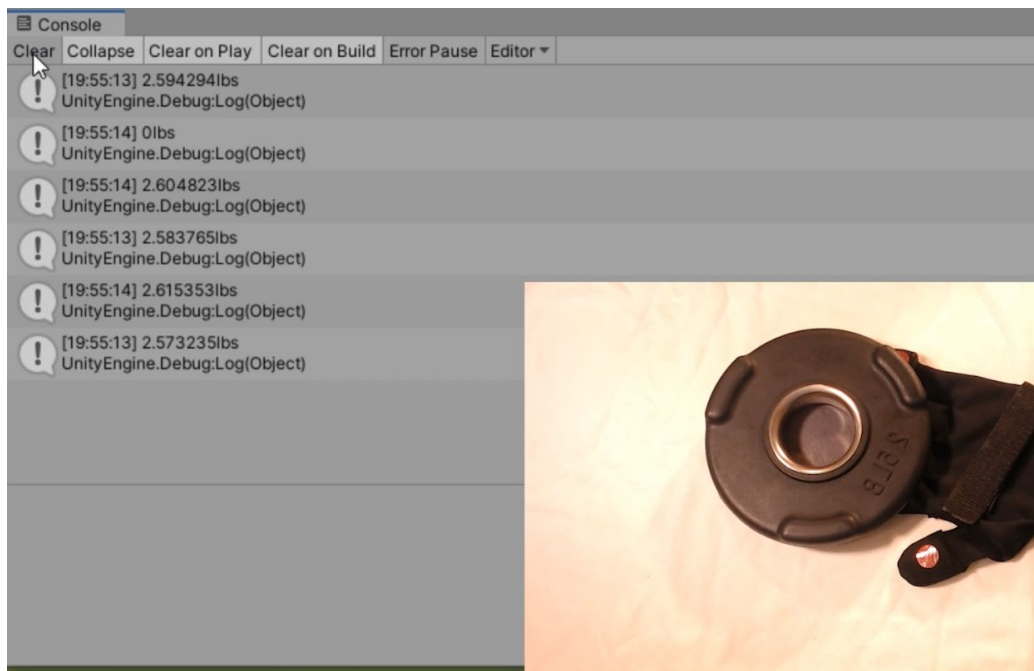 Console
Clear Collapse Clear on Play Clear on Build Error Pause Editor
[19:55:13] 2.594294lbs
UnityEngine.Debug:Log(Object)
[19:55:14] 0lbs
UnityEngine.Debug:Log(Object)
[19:55:14] 2.604823lbs
UnityEngine.Debug:Log(Object)
[19:55:13] 2.583765lbs
UnityEngine.Debug:Log(Object)
[19:55:14] 2.615353lbs
UnityEngine.Debug:Log(Object)
[19:55:13] 2.573235lbs
UnityEngine.Debug:Log(Object)
2.5LB